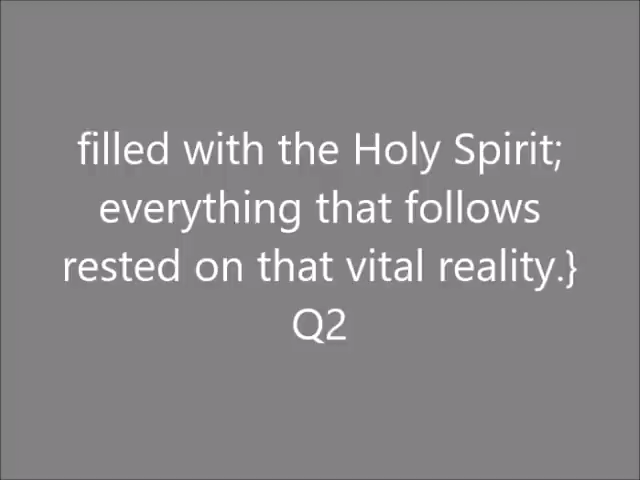 filled with the Holy Spirit;
everything that follows
rested on that vital reality.}
Q2